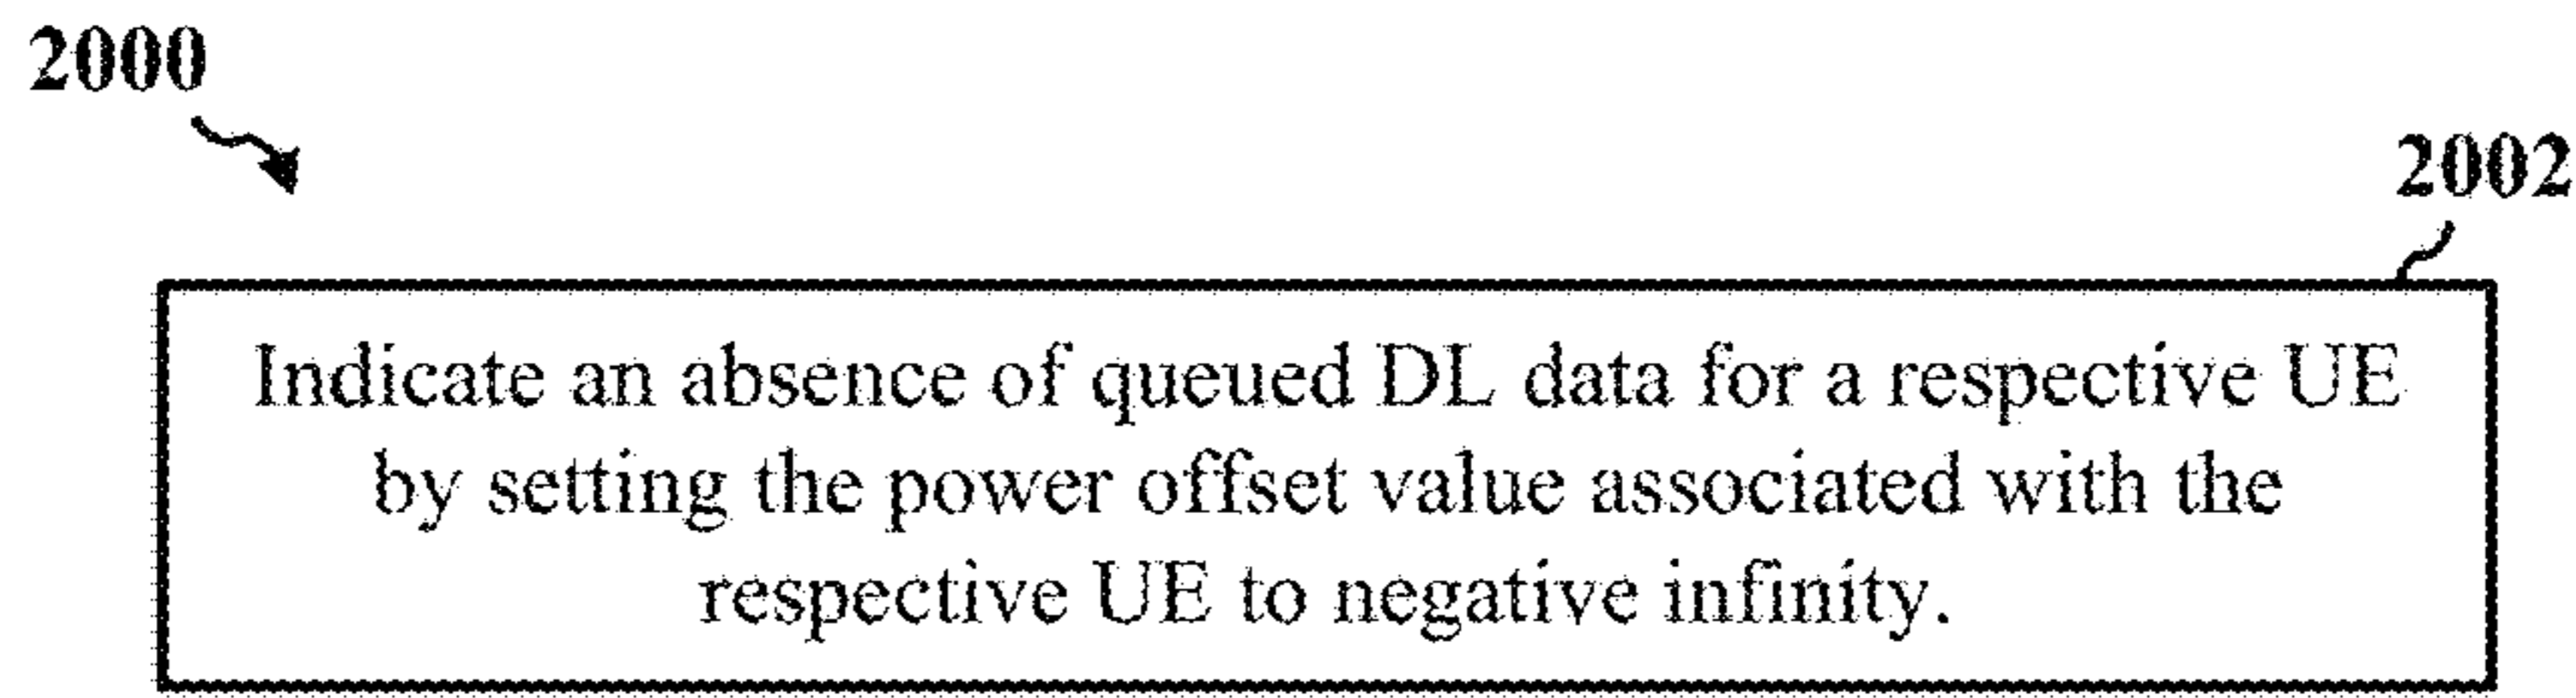 2000
2002
Indicate an absence of queued DL data for a respective UE
by setting the power offset value associated with the
respective UE to negative infinity.